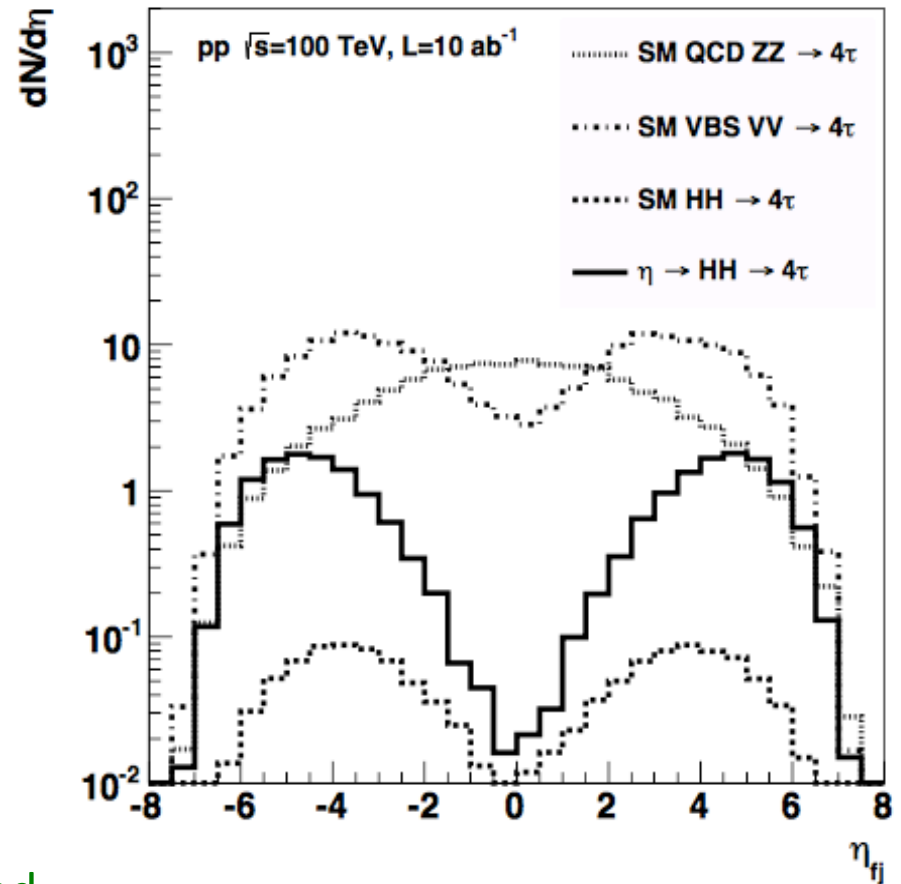 dN/dη
pp √s=100 TeV, L=10 ab⁻¹
SM QCD ZZ → 4τ
SM VBS VV → 4τ
SM HH → 4τ
η → HH → 4τ
10³
10²
10
1
10⁻¹
10⁻²
-8 -6 -4 -2 0 2 4 6 8
η_fj